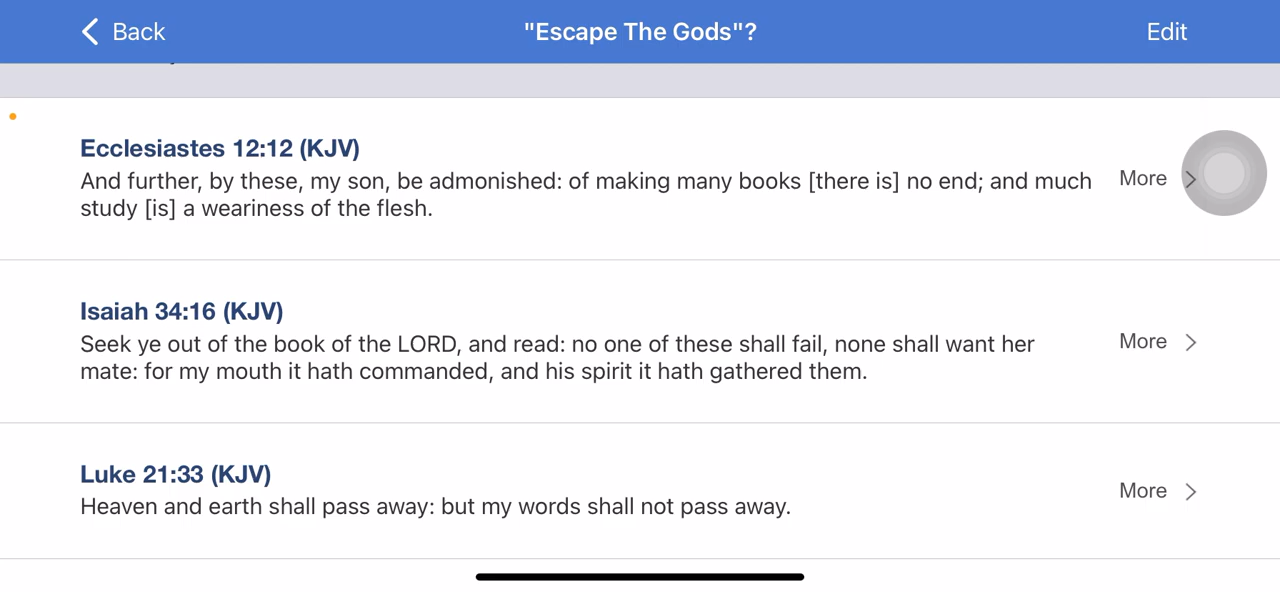 Back
"Escape The Gods"?
Edit
Ecclesiastes 12:12 (KJV)
And further, by these, my son, be admonished: of making many books [there is] no end; and much
study [is] a weariness of the flesh.
More
Isaiah 34:16 (KJV)
Seek ye out of the book of the LORD, and read: no one of these shall fail, none shall want her
mate: for my mouth it hath commanded, and his spirit it hath gathered them.
More
Luke 21:33 (KJV)
Heaven and earth shall pass away: but my words shall not pass away.
More